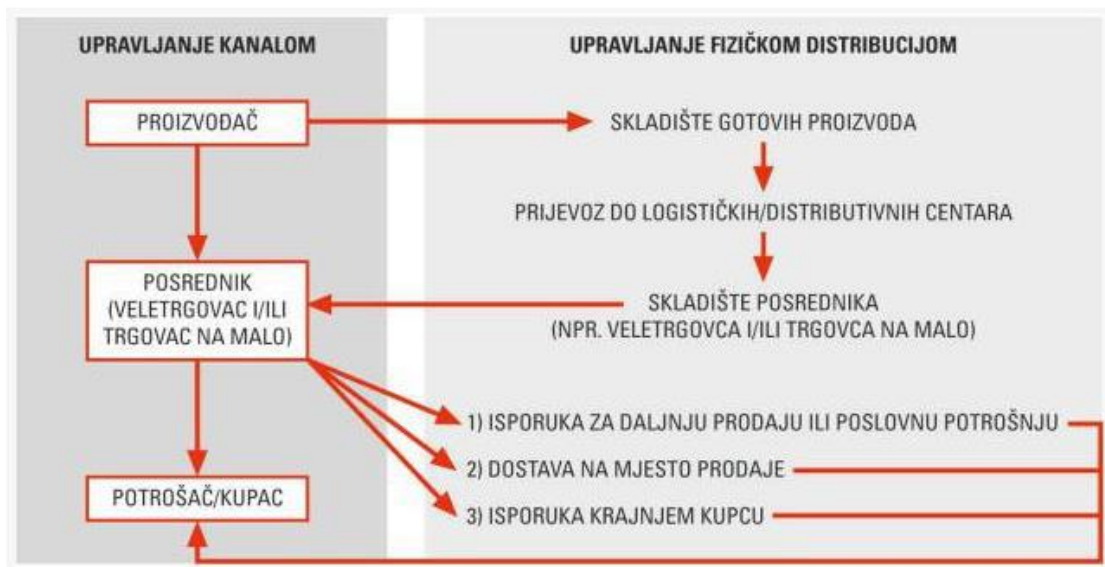 UPRAVLJANJE KANALOM
UPRAVLJANJE FIZIČKOM DISTRIBUCIJOM
PROIZVOĐAČ
SKLADIŠTE GOTOVIH PROIZVODA
PRIJEVOZ DO LOGISTIČKIH/DISTRIBUTIVNIH CENTARA
POSREDNIK
(VELETRGOVAC I/ILI
TRGOVAC NA MALO)
SKLADIŠTE POSREDNIKA
(NPR. VELETRGOVCA I/ILI TRGOVCA NA MALO)
1) ISPORUKA ZA DALJNJU PRODAJU ILI POSLOVNU POTROŠNJU
2) DOSTAVA NA MJESTO PRODAJE
3) ISPORUKA KRAJNJEM KUPCU
POTROŠAČ/KUPAC